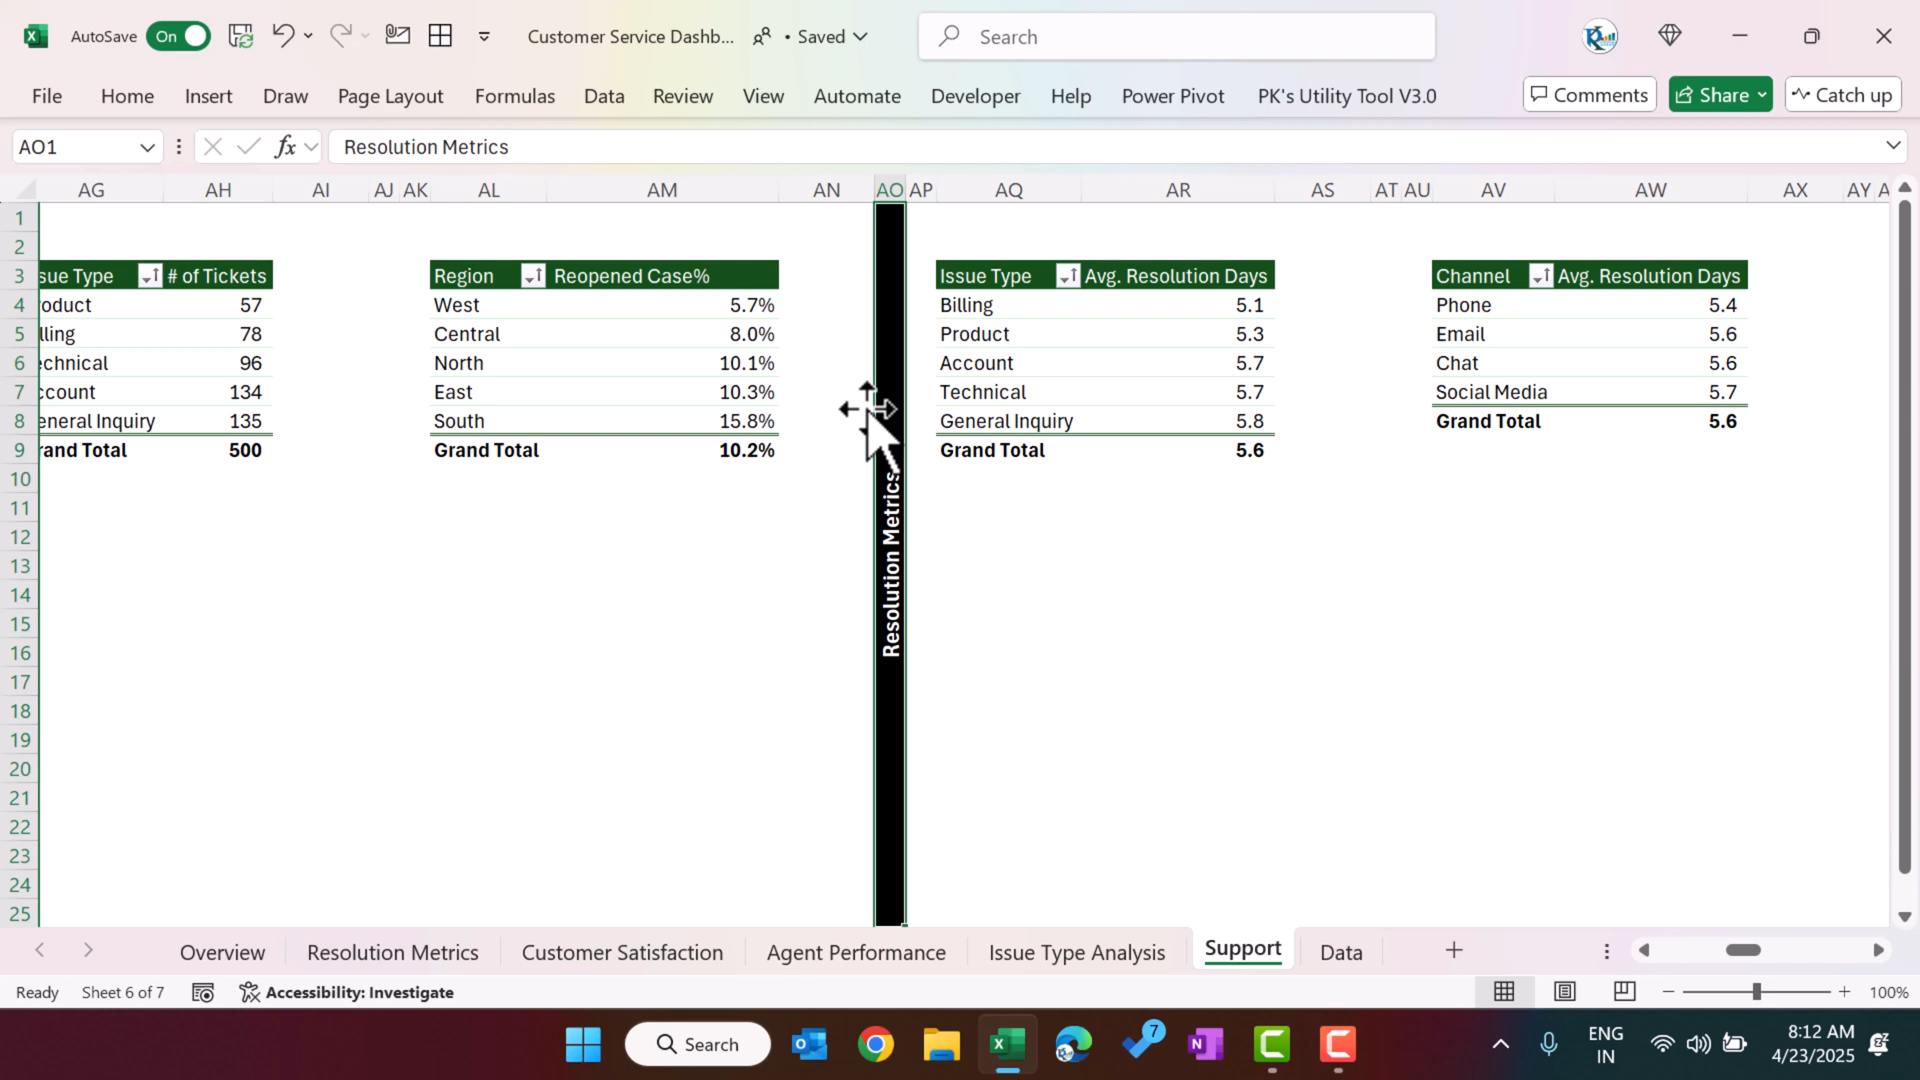 AutoSave On Customer Service Dashb... • Saved Search
File Home Insert Draw Page Layout Formulas Data Review View Automate Developer Help Power Pivot PK's Utility Tool V3.0 Comments Share Catch up
AO1 fx Resolution Metrics
AG AH AI AJ AK AL AM AN AO AP AQ AR AS AT AU AV AW AX AY A
1
2
3 sue Type # of Tickets Region Reopened Case% Issue Type Avg. Resolution Days Channel Avg. Resolution Days
4 oduct 57 West 5.7% Billing 5.1 Phone 5.4
5 lling 78 Central 8.0% Product 5.3 Email 5.6
6 echnical 96 North 10.1% Account 5.7 Chat 5.6
7 ccount 134 East 10.3% Technical 5.7 Social Media 5.7
8 eneral Inquiry 135 South 15.8% General Inquiry 5.8 Grand Total 5.6
9 rand Total 500 Grand Total 10.2% Grand Total 5.6
10
11
12
13
14
15
16
17
18
19
20
21
22
23
24
25
Resolution Metrics
Overview Resolution Metrics Customer Satisfaction Agent Performance Issue Type Analysis Support Data
Ready Sheet 6 of 7 Accessibility: Investigate 100%
Search 7 ENG 8:12 AM
IN 4/23/2025